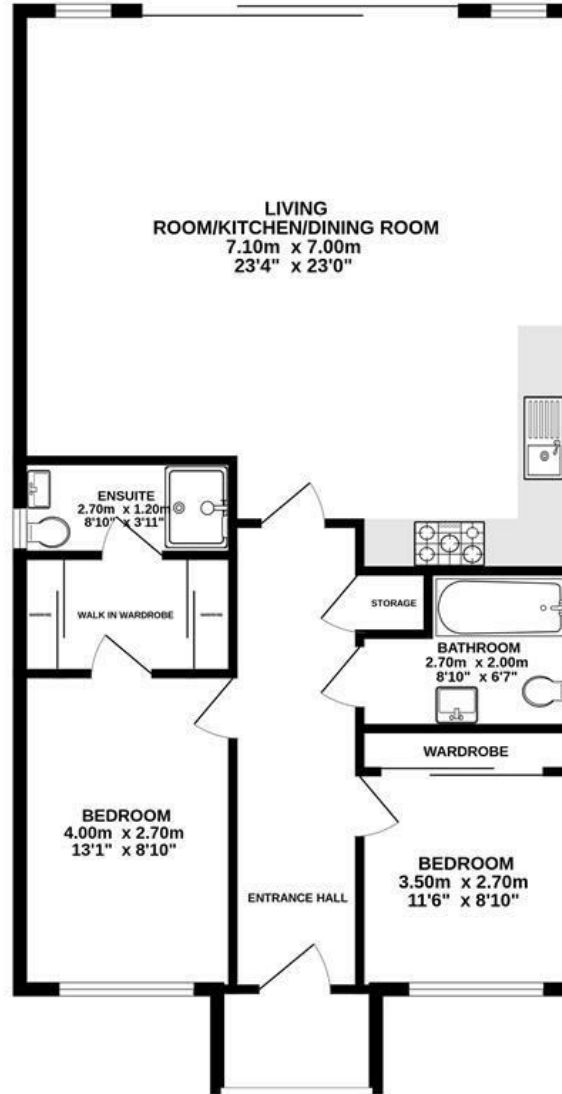 LIVING
ROOM/KITCHEN/DINING ROOM
7.10m x 7.00m
23'4" x 23'0"
ENSUITE
2.70m x 1.20m
8'10" x 3'11"
WALK IN WARDROBE
STORAGE
BATHROOM
2.70m x 2.00m
8'10" x 6'7"
WARDROBE
BEDROOM
4.00m x 2.70m
13'1" x 8'10"
BEDROOM
3.50m x 2.70m
11'6" x 8'10"
ENTRANCE HALL